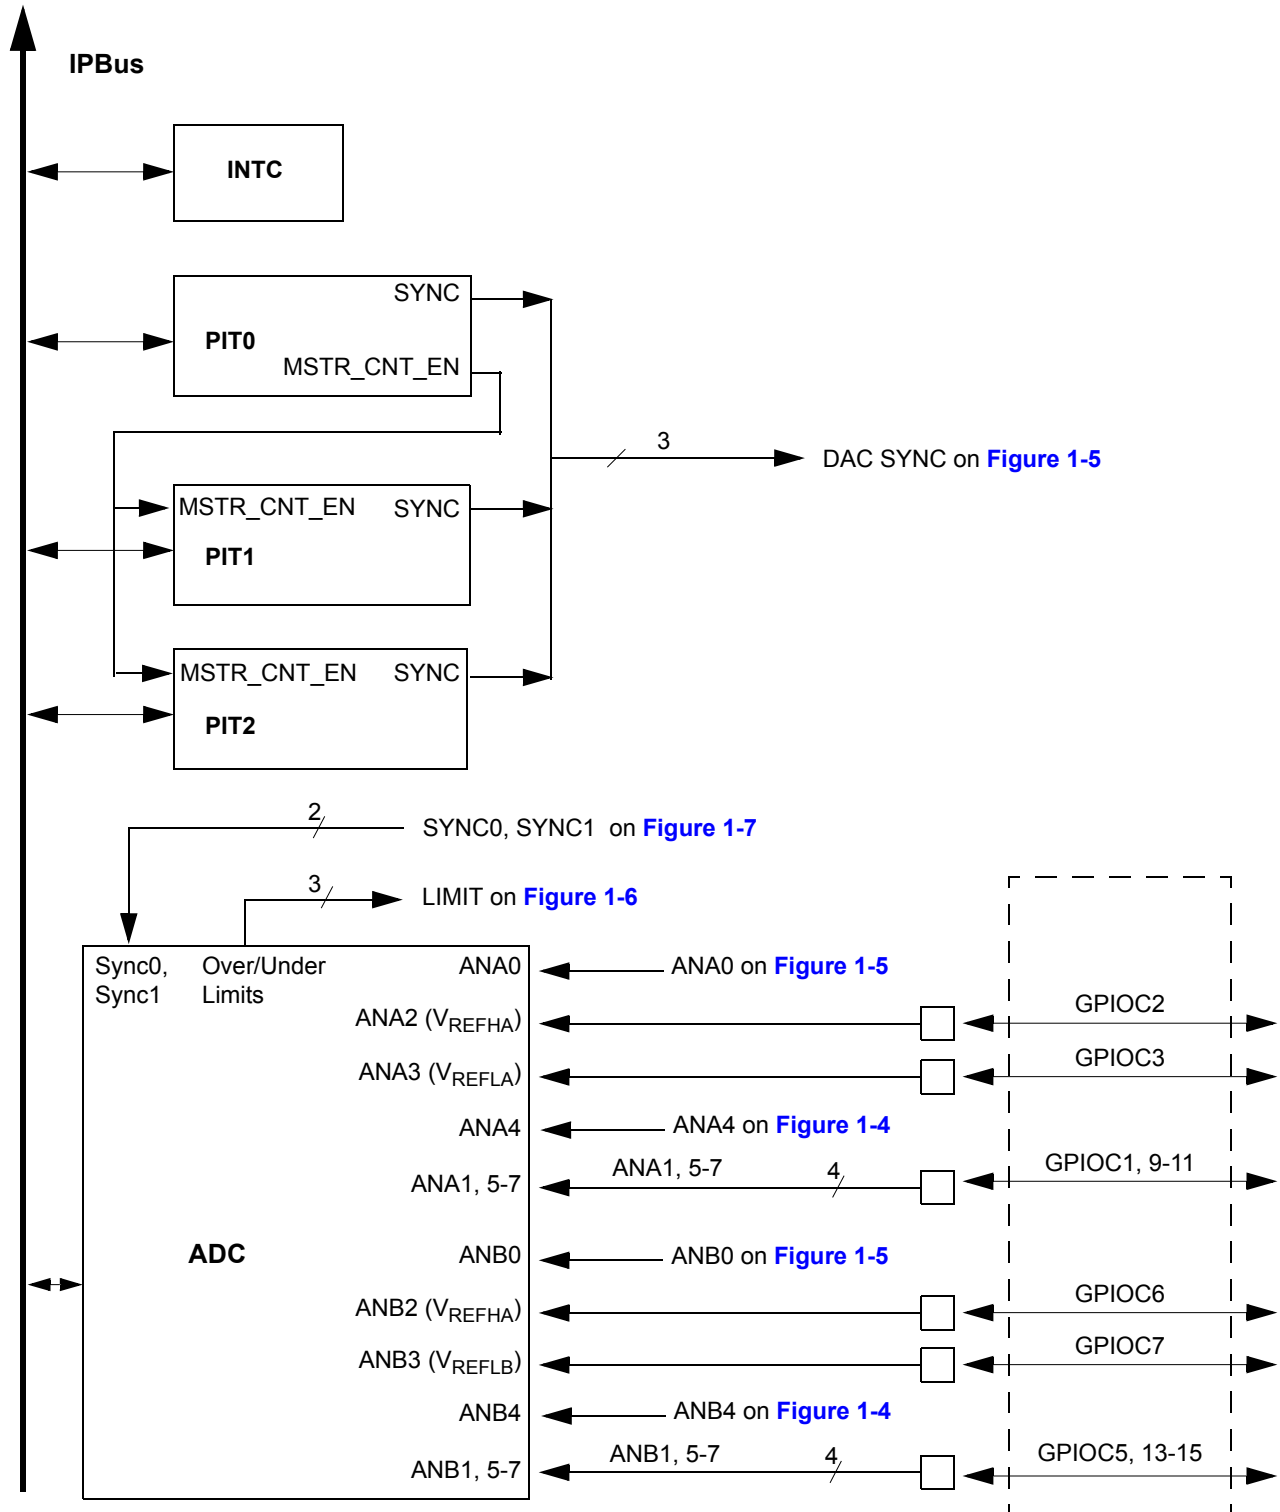 IPBus
INTC
SYNC
PIT0
MSTR_CNT_EN
3
DAC SYNC on Figure 1-5
MSTR_CNT_EN SYNC
PIT1
MSTR_CNT_EN SYNC
PIT2
2
SYNC0, SYNC1 on Figure 1-7
3
LIMIT on Figure 1-6
Sync0,
Sync1
Over/Under
Limits
ANA0
ANA0 on Figure 1-5
ANA2 (VREFHA)
GPIOC2
ANA3 (VREFLA)
GPIOC3
ANA4
ANA4 on Figure 1-4
ANA1, 5-7
ANA1, 5-7
4
GPIOC1, 9-11
ADC
ANB0
ANB0 on Figure 1-5
ANB2 (VREFHA)
GPIOC6
ANB3 (VREFLB)
GPIOC7
ANB4
ANB4 on Figure 1-4
ANB1, 5-7
ANB1, 5-7
4
GPIOC5, 13-15